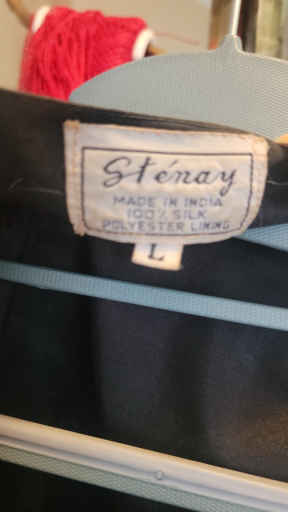 Sténay
MADE IN INDIA
100% SILK
POLYESTER LINING
L